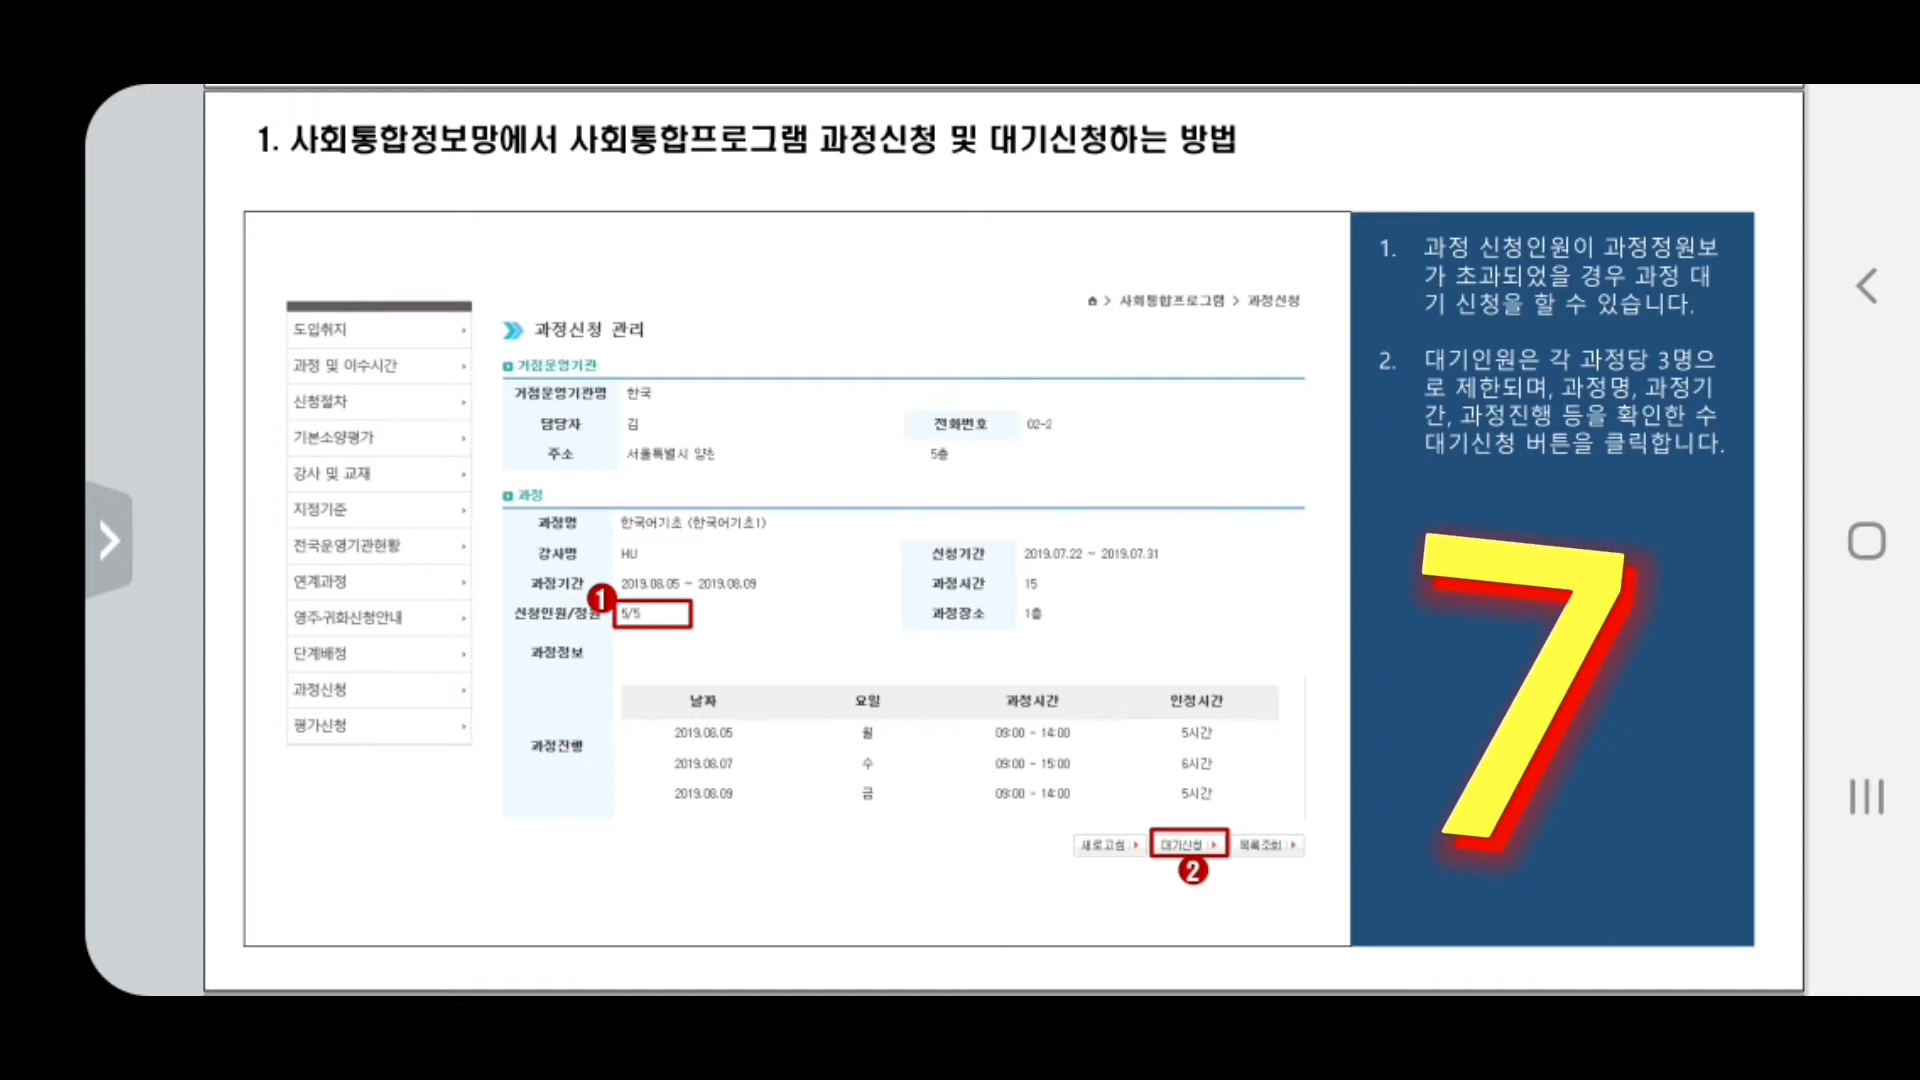 1. 사회통합정보망에서 사회통합프로그램 과정신청 및 대기신청하는 방법
사회통합프로그램 > 과정신청
도입취지
과정 및 이수시간
신청절차
기본소양평가
강사 및 교재
지정기준
전국운영기관현황
연계과정
영주·귀화신청안내
단계배정
과정신청
평가신청
과정신청 관리
거점운영기관
거점운영기관명 한국
담당자 김 전화번호 02-2
주소 서울특별시 양천 5층
과정
과정명 한국어기초 (한국어기초1)
강사명 HU 신청기간 2019.07.22 ~ 2019.07.31
과정기간 2019.08.05 ~ 2019.08.09 과정시간 15
1
신청인원/정원 5/5 과정장소 1층
과정정보
날짜 요일 과정시간 인정시간
과정진행
2019.08.05 월 09:00 - 14:00 5시간
2019.08.07 수 09:00 - 15:00 6시간
2019.08.09 금 09:00 - 14:00 5시간
새로고침 대기신청 목록조회
2
1. 과정 신청인원이 과정정원보
가 초과되었을 경우 과정 대
기 신청을 할 수 있습니다.
2. 대기인원은 각 과정당 3명으
로 제한되며, 과정명, 과정기
간, 과정진행 등을 확인한 수
대기신청 버튼을 클릭합니다.
7